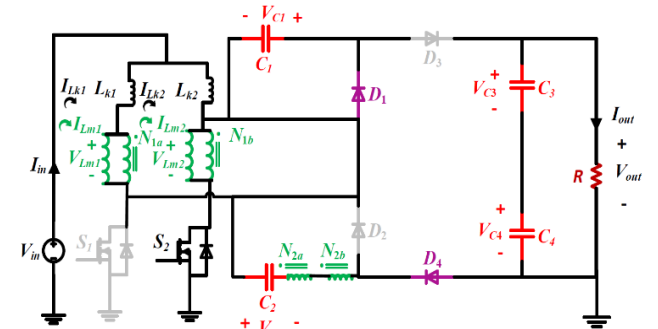 - V_C1 +
C_1
D_3
I_Lk1 L_k1 I_Lk2 L_k2
D_1
V_C3 + - C_3
I_Lm1 N_1a I_Lm2 N_1b
I_out
I_in
+ V_Lm1 - + V_Lm2 -
R + V_out -
V_in
S_1 S_2
D_2
V_C4 + - C_4
N_2a N_2b
D_4
C_2
+ V -